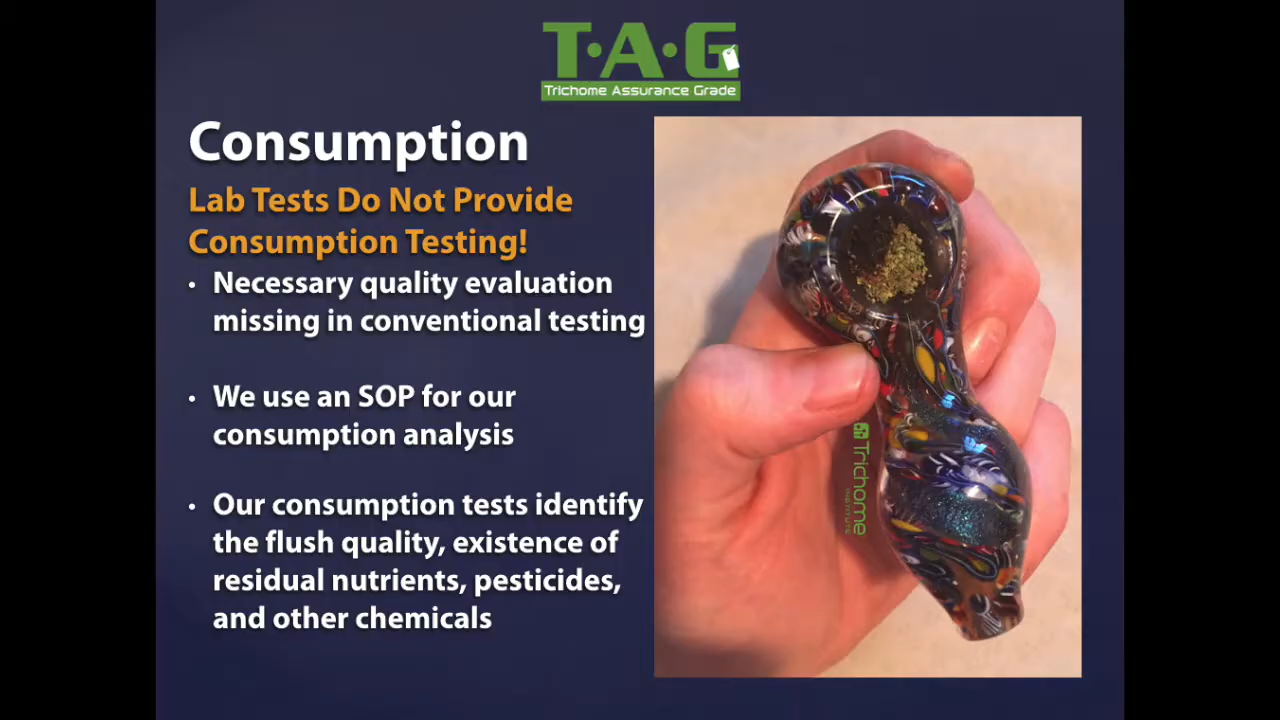 T·A·G
Trichome Assurance Grade
Consumption
Lab Tests Do Not Provide
Consumption Testing!
• Necessary quality evaluation
missing in conventional testing
• We use an SOP for our
consumption analysis
• Our consumption tests identify
the flush quality, existence of
residual nutrients, pesticides,
and other chemicals
Trichome